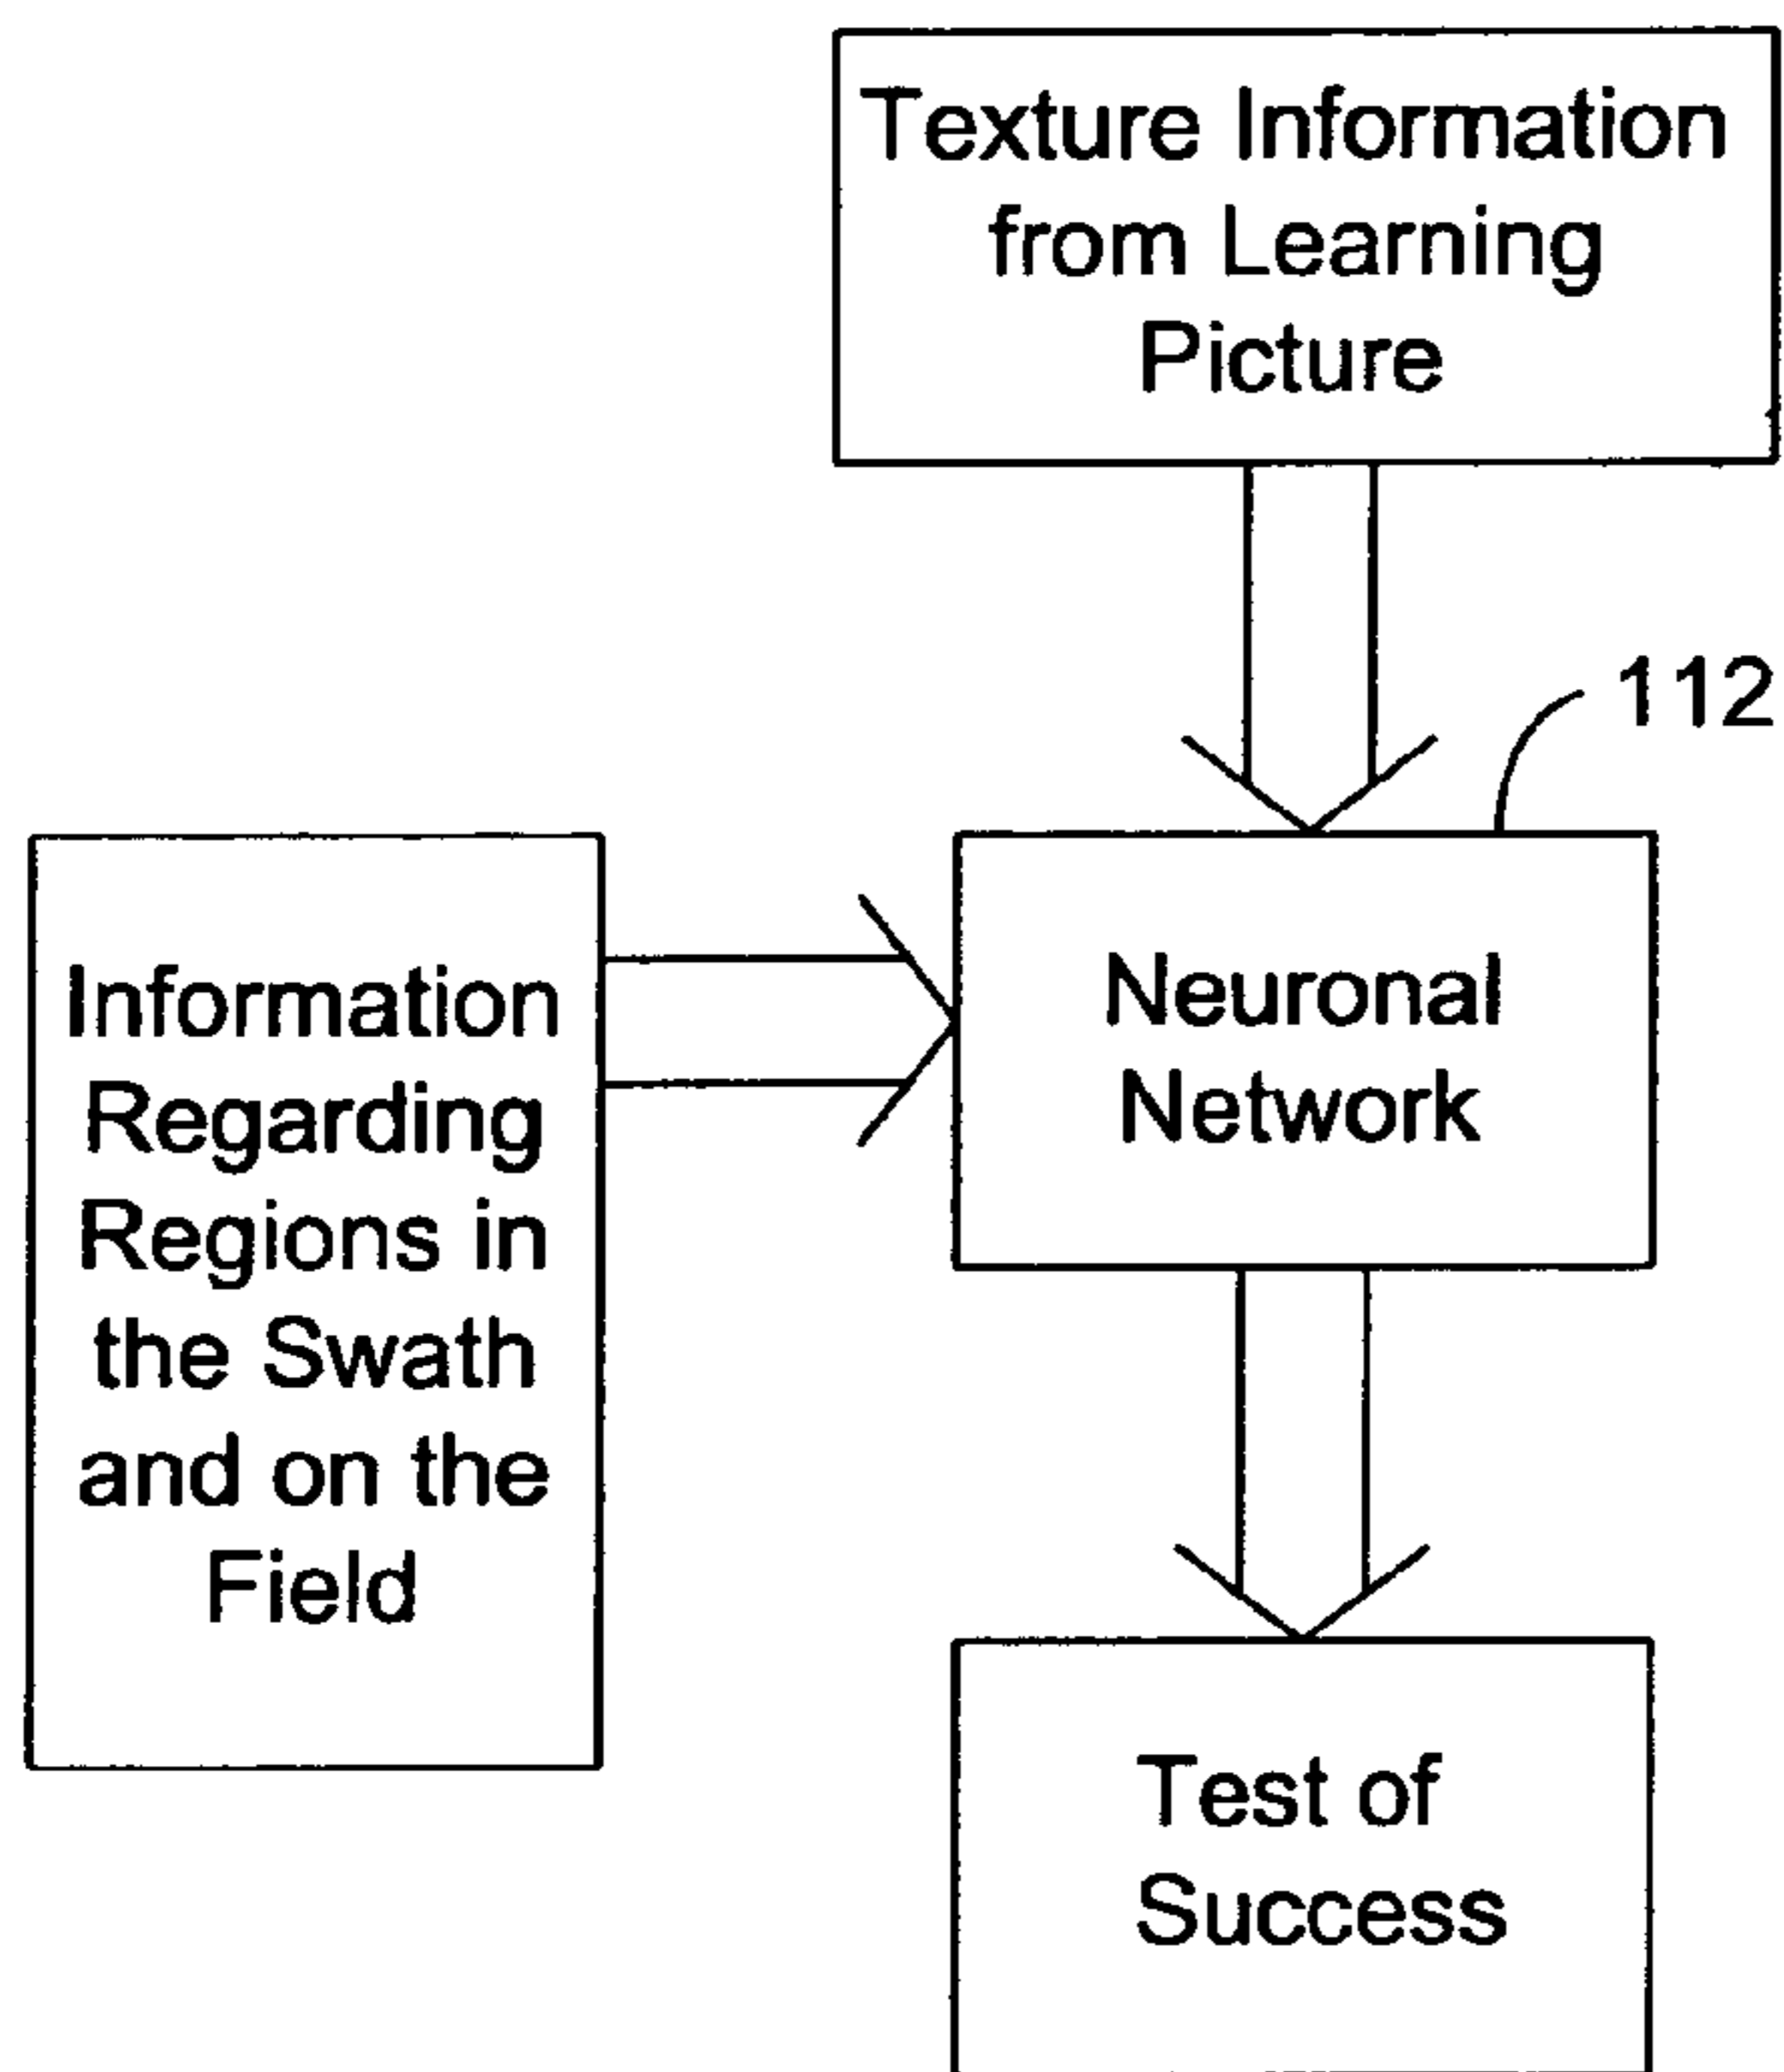 Texture Information
from Learning
Picture
112
Information
Regarding
Regions in
the Swath
and on the
Field
Neuronal
Network
Test of
Success